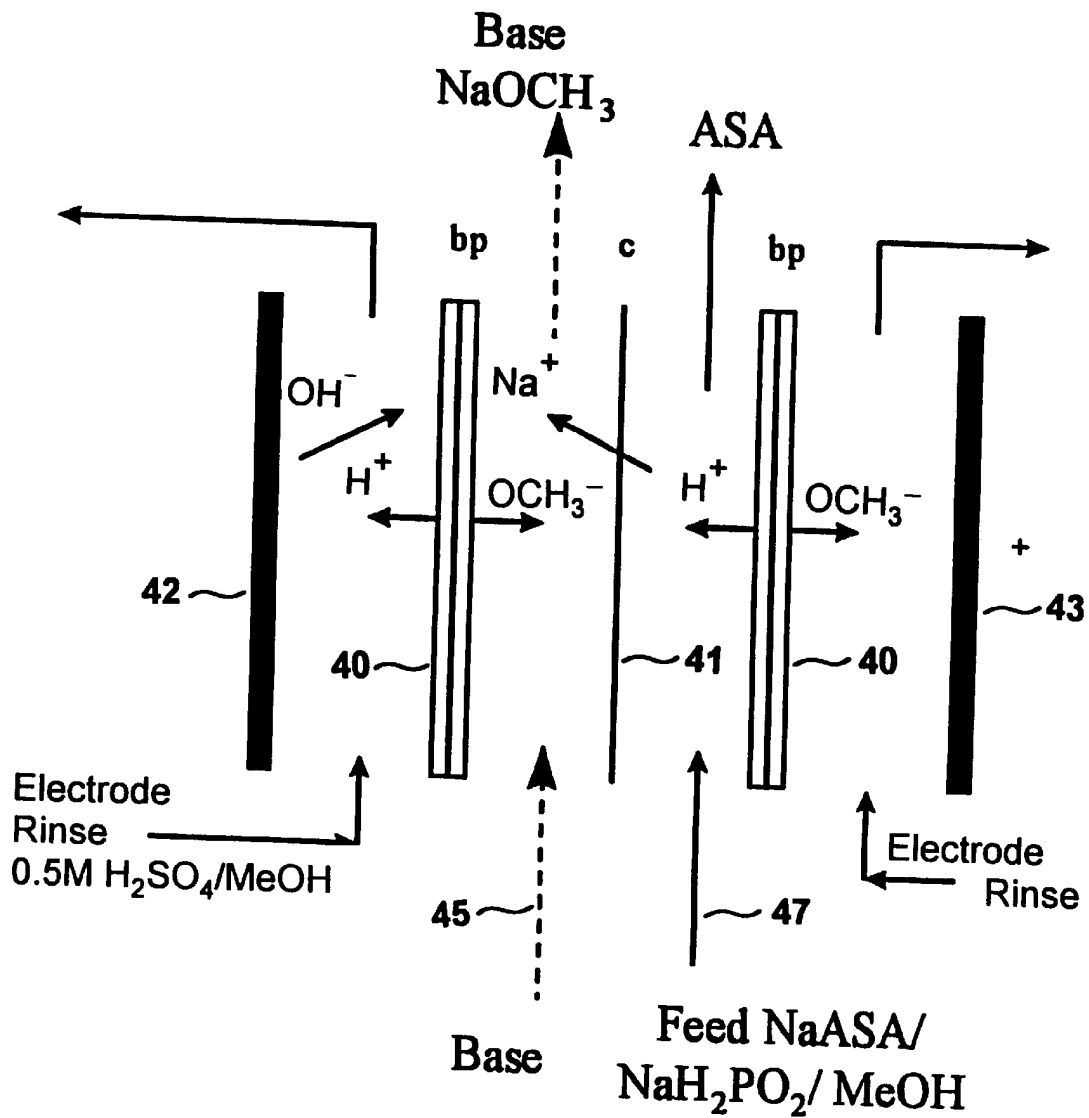 Base
NaOCH₃
ASA
bp
c
bp
OH⁻
Na⁺
H⁺
OCH₃⁻
H⁺
OCH₃⁻
+
42
40
41
40
43
Electrode
Rinse
0.5M H₂SO₄/MeOH
Electrode
Rinse
45
47
Base
Feed NaASA/
NaH₂PO₂/ MeOH